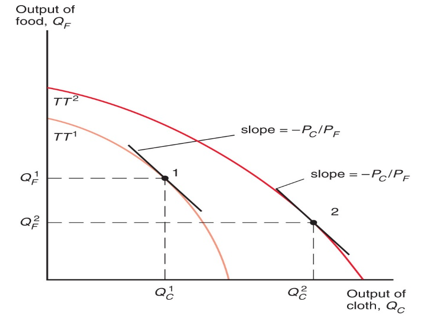 Output of
food, Q_F
TT²
TT¹
slope = –P_C/P_F
1
slope = –P_C/P_F
Q_F¹
2
Q_F²
Q_C¹
Q_C²
Output of
cloth, Q_C